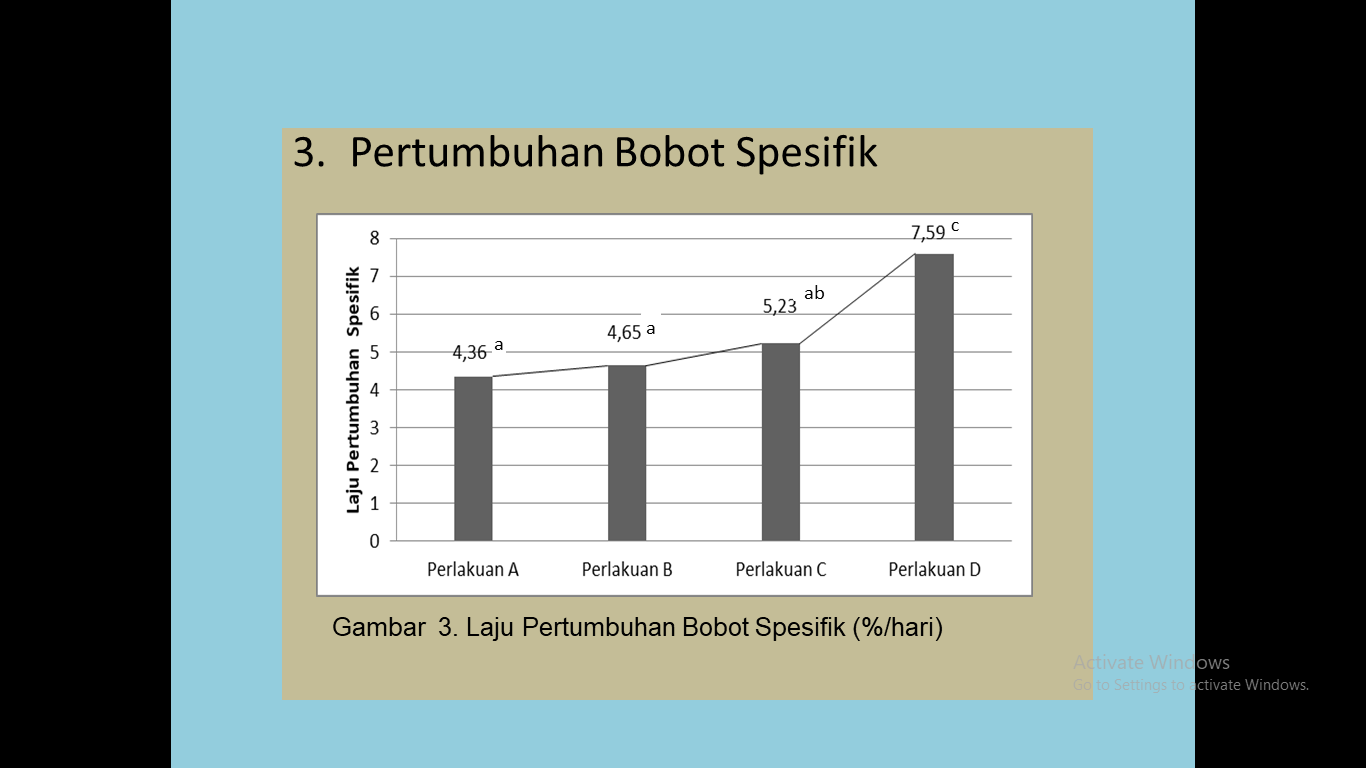 3. Pertumbuhan Bobot Spesifik
Laju Pertumbuhan Spesifik
8
7
6
5
4
3
2
1
0
4,36 a
4,65 a
5,23 ab
7,59 c
Perlakuan A Perlakuan B Perlakuan C Perlakuan D
Gambar 3. Laju Pertumbuhan Bobot Spesifik (%/hari)
Activate Windows
Go to Settings to activate Windows.